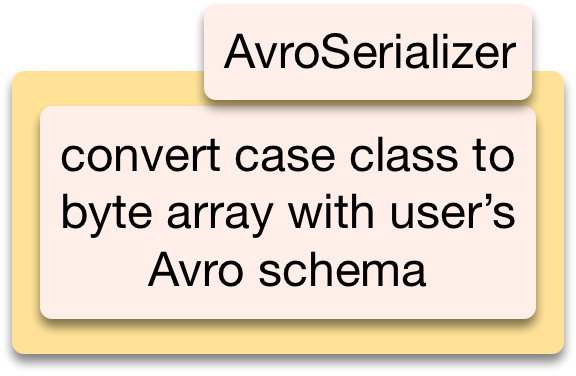 AvroSerializer
convert case class to
byte array with user’s
Avro schema